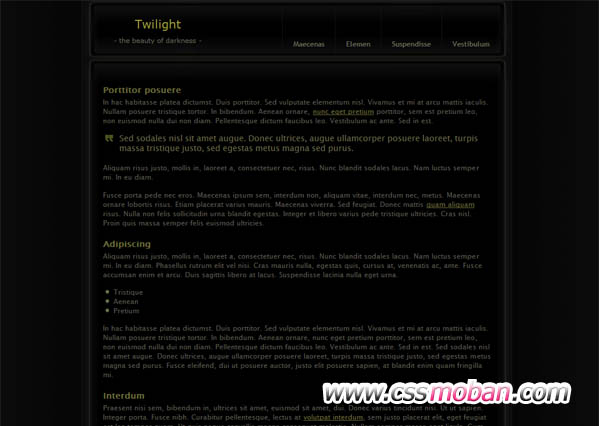 Twilight
- the beauty of darkness -
Maecenas
Elemen
Suspendisse
Vestibulum
Porttitor posuere
In hac habitasse platea dictumst. Duis porttitor. Sed vulputate elementum nisl. Vivamus et mi at arcu mattis iaculis.
Nullam posuere tristique tortor. In bibendum. Aenean ornare, nunc eget pretium porttitor, sem est pretium leo,
non euismod nulla dui non diam. Pellentesque dictum faucibus leo. Vestibulum ac ante. Sed in est.
Sed sodales nisl sit amet augue. Donec ultrices, augue ullamcorper posuere laoreet, turpis
massa tristique justo, sed egestas metus magna sed purus.
Aliquam risus justo, mollis in, laoreet a, consectetuer nec, risus. Nunc blandit sodales lacus. Nam luctus semper
mi. In eu diam.
Fusce porta pede nec eros. Maecenas ipsum sem, interdum non, aliquam vitae, interdum nec, metus. Maecenas
ornare lobortis risus. Etiam placerat varius mauris. Maecenas viverra. Sed feugiat. Donec mattis quam aliquam
risus. Nulla non felis sollicitudin urna blandit egestas. Integer et libero varius pede tristique ultricies. Cras nisl.
Proin quis massa semper felis euismod ultricies.
Adipiscing
Aliquam risus justo, mollis in, laoreet a, consectetuer nec, risus. Nunc blandit sodales lacus. Nam luctus semper
mi. In eu diam. Phasellus rutrum elit vel nisi. Cras mauris nulla, egestas quis, cursus at, venenatis ac, ante. Fusce
accumsan enim et arcu. Duis sagittis libero at lacus. Suspendisse lacinia nulla eget urna.
Tristique
Aenean
Pretium
In hac habitasse platea dictumst. Duis porttitor. Sed vulputate elementum nisl. Vivamus et mi at arcu mattis iaculis.
Nullam posuere tristique tortor. In bibendum. Aenean ornare, nunc eget pretium porttitor, sem est pretium leo,
non euismod nulla dui non diam. Pellentesque dictum faucibus leo. Vestibulum ac ante. Sed in est. Sed sodales nisl
sit amet augue. Donec ultrices, augue ullamcorper posuere laoreet, turpis massa tristique justo, sed egestas metus
magna sed purus. Fusce eleifend, dui ut posuere auctor, justo elit posuere sapien, at blandit enim quam fringilla
mi.
Interdum
Praesent nisi sem, bibendum in, ultrices sit amet, euismod sit amet, dui. Donec varius tincidunt nisi. Ut ut sapien.
Integer porta. Fusce nibh. Curabitur pellentesque, lectus at volutpat interdum, sem justo placerat elit, eget feugiat
www.cssmoban.com